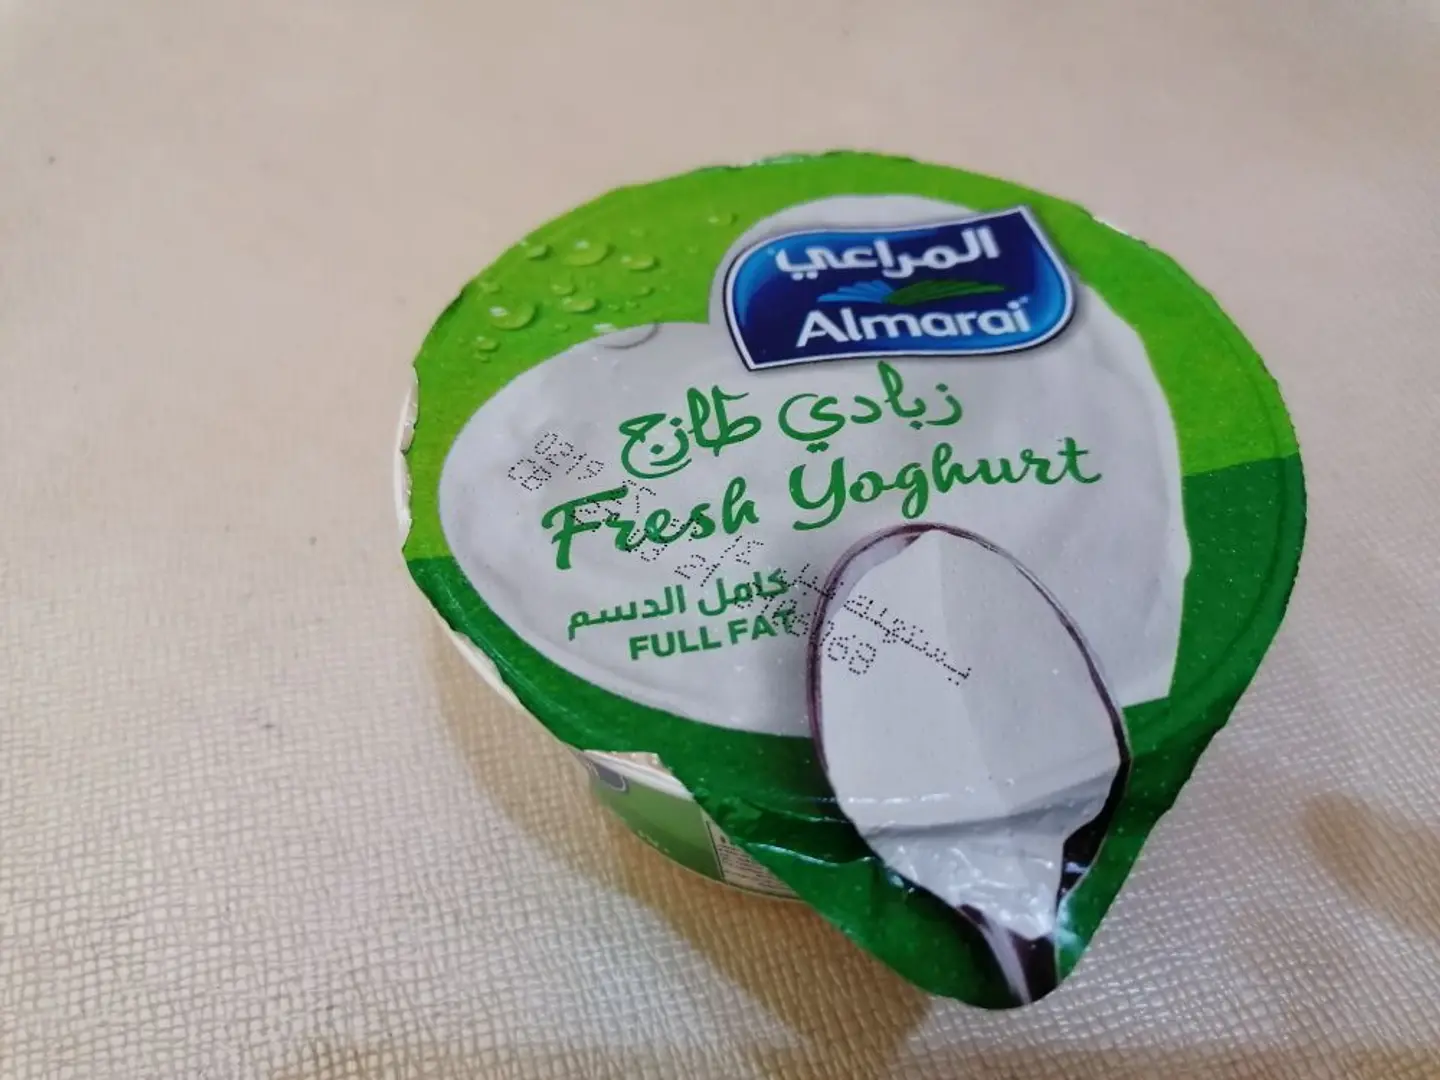 المراعي
Almarai
زبادي طازج
Fresh Yoghurt
كامل الدسم
FULL FAT